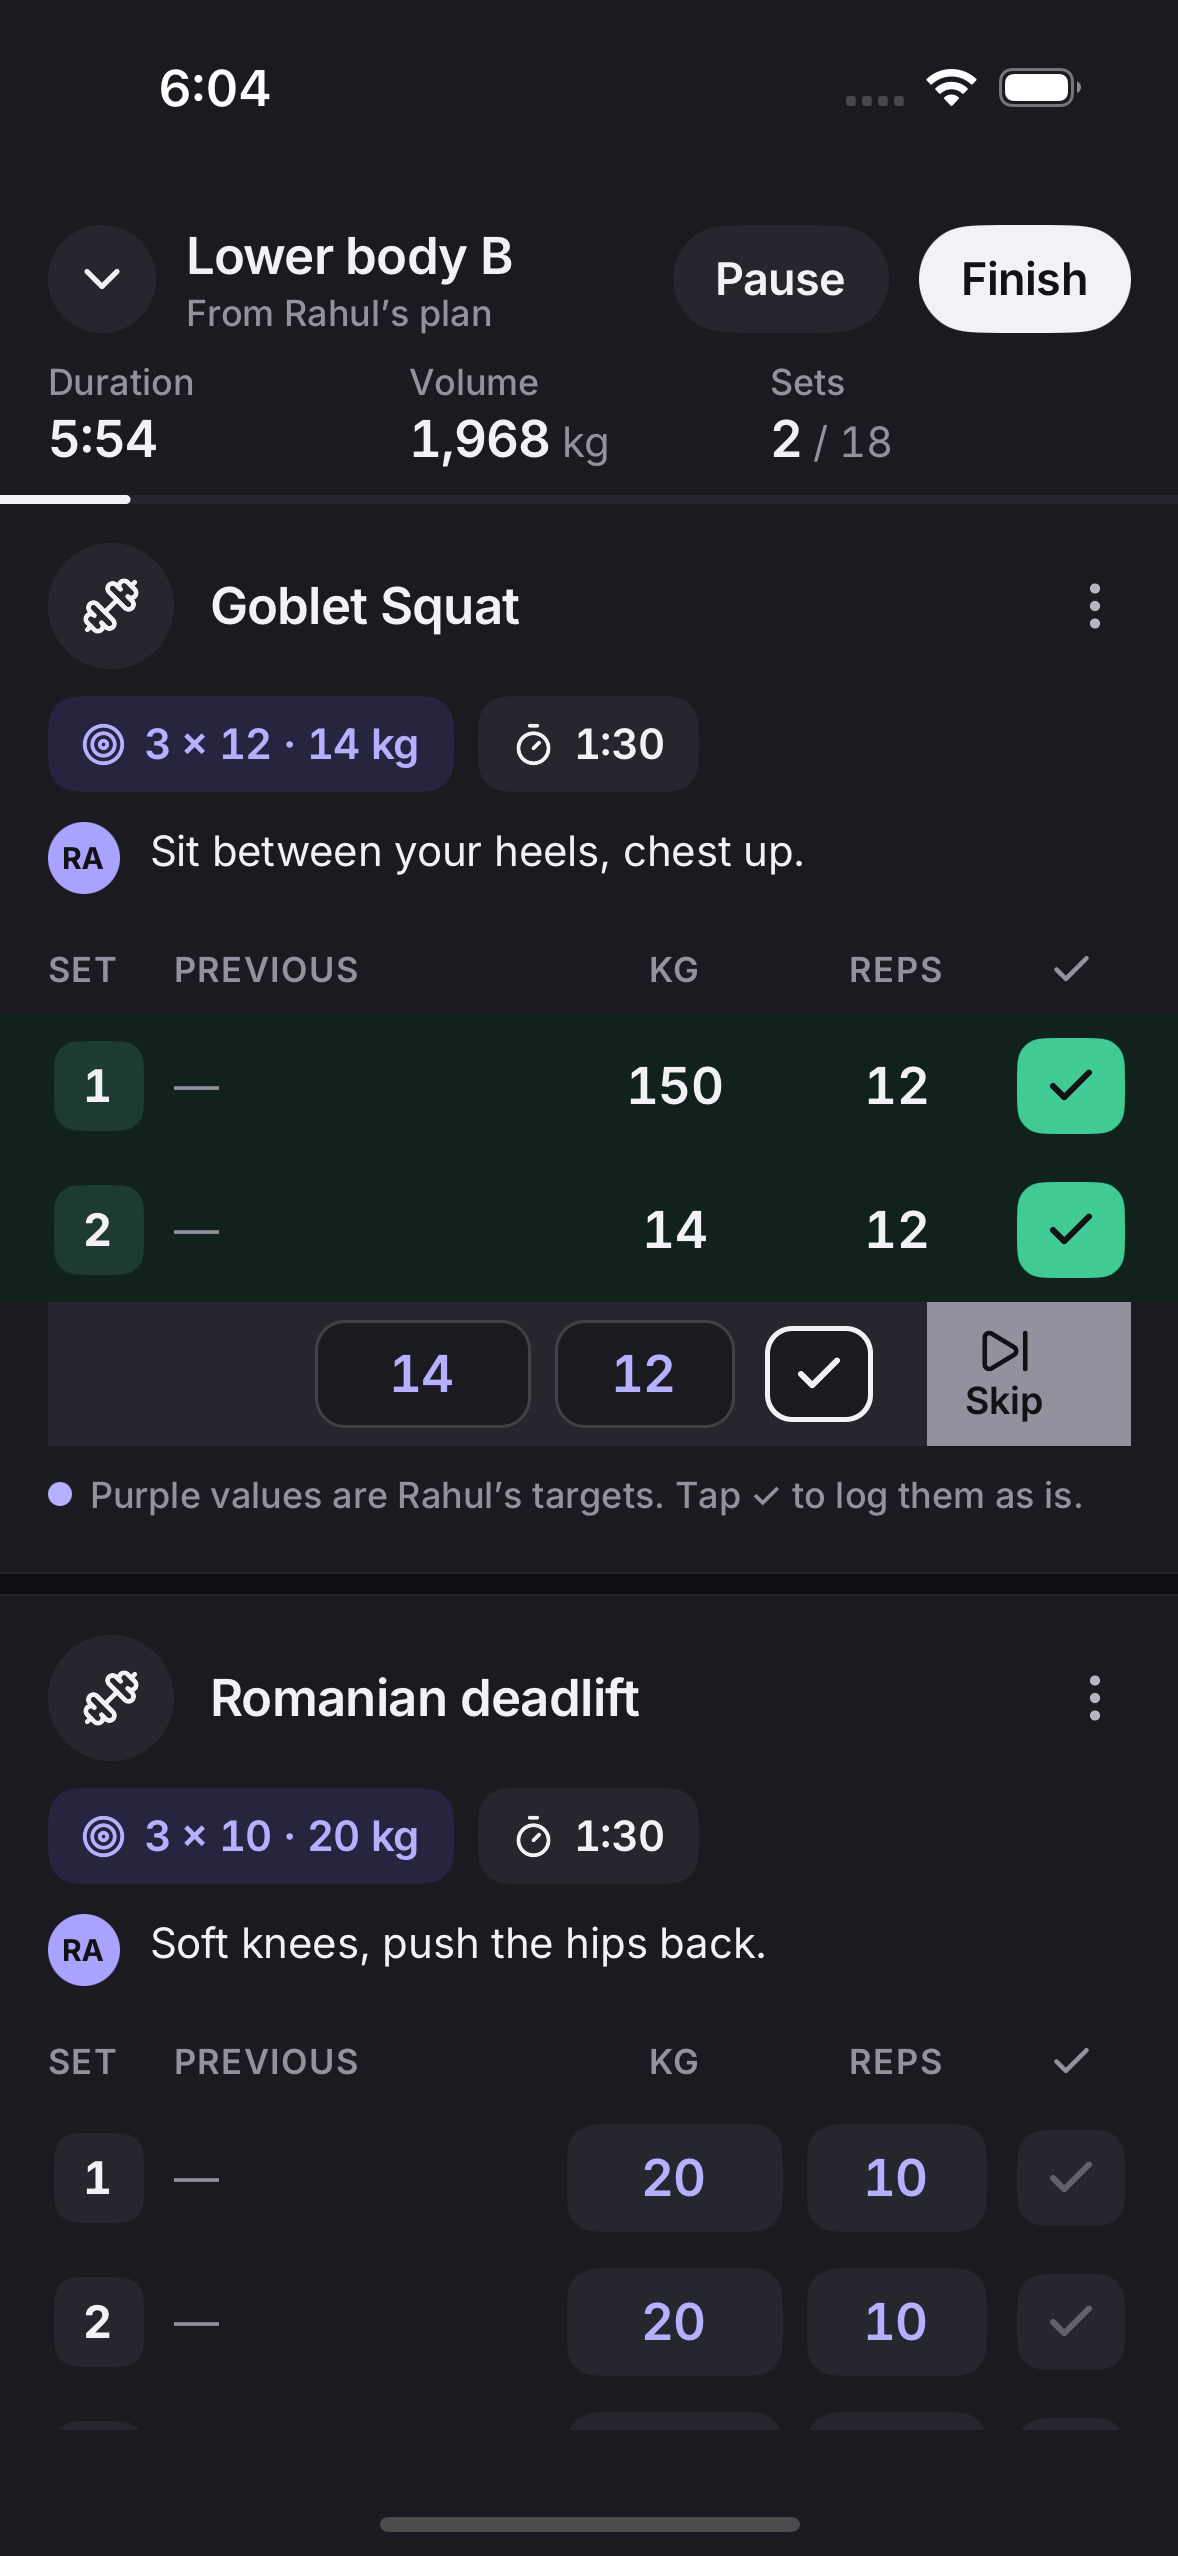 6:04
Lower body B
From Rahul’s plan
Pause
Finish
Duration
Volume
Sets
5:54
1,968 kg
2 / 18
Goblet Squat
3 × 12 · 14 kg
1:30
RA
Sit between your heels, chest up.
SET PREVIOUS KG REPS ✓
1 — 150 12 ✓
2 — 14 12 ✓
14 12 ✓ Skip
Purple values are Rahul’s targets. Tap ✓ to log them as is.
Romanian deadlift
3 × 10 · 20 kg
1:30
RA
Soft knees, push the hips back.
SET PREVIOUS KG REPS ✓
1 — 20 10 ✓
2 — 20 10 ✓